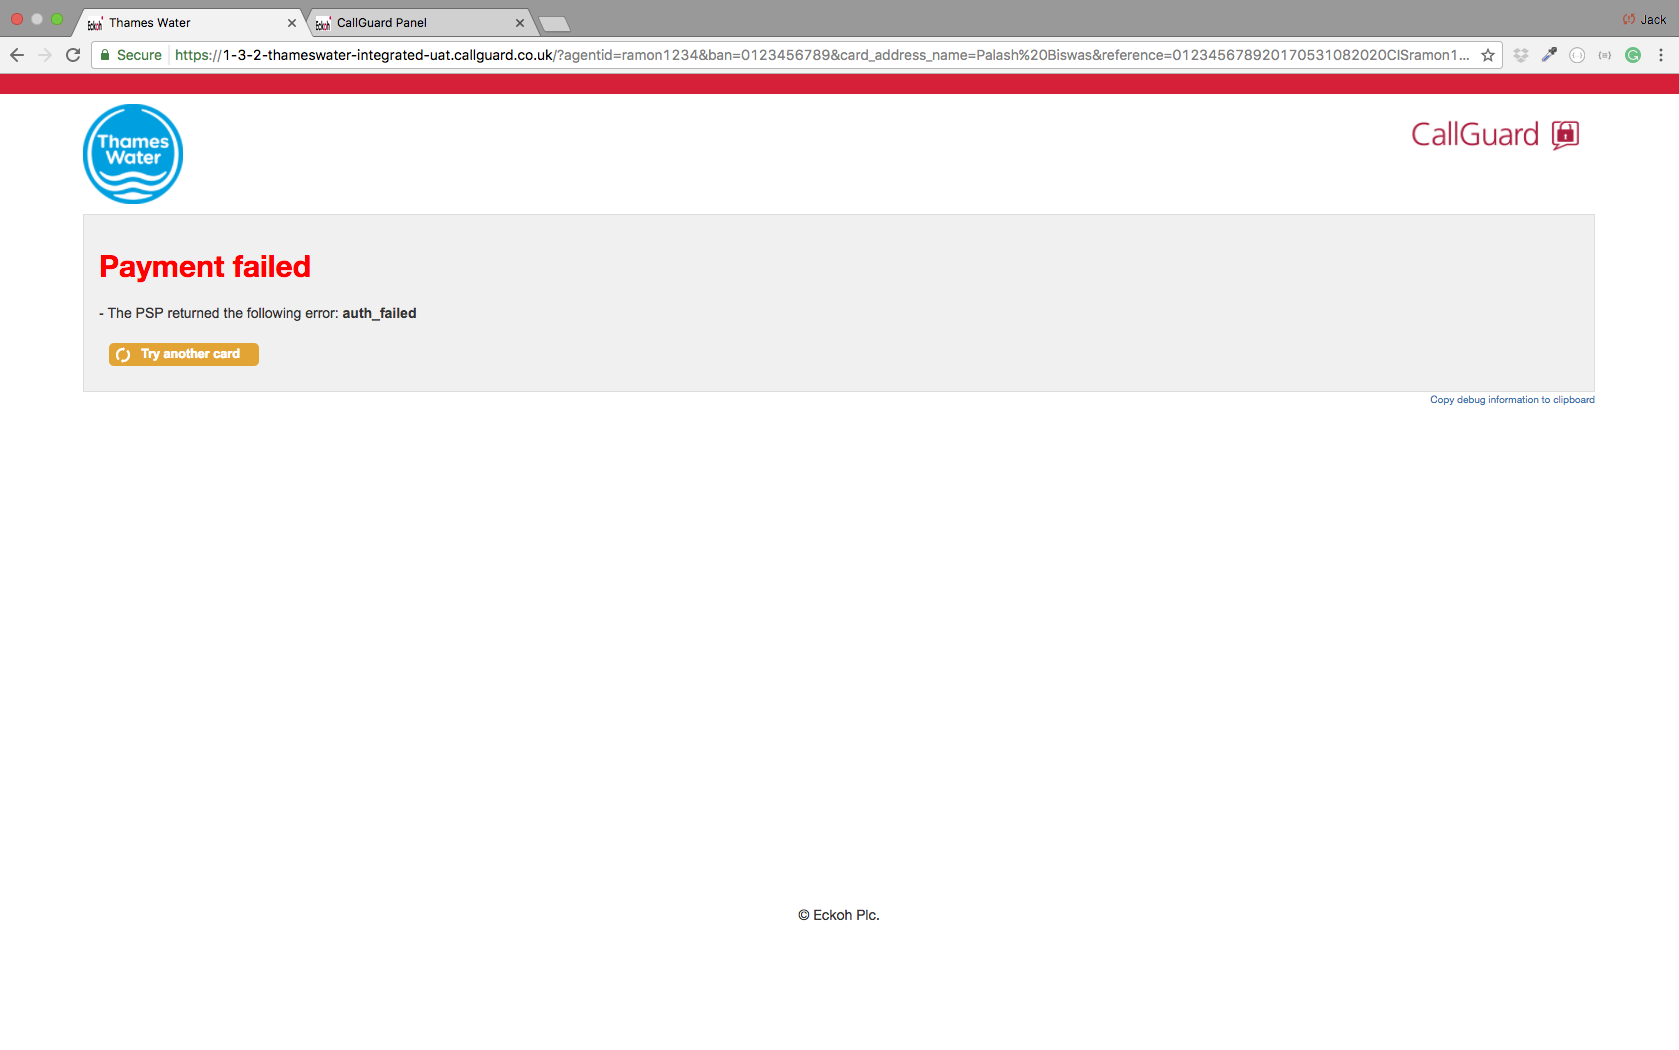 Thames Water
CallGuard Panel
Jack
Secure
https://1-3-2-thameswater-integrated-uat.callguard.co.uk/?agentid=ramon1234&ban=0123456789&card_address_name=Palash%20Biswas&reference=012345678920170531082020CISramon1...
Thames
Water
CallGuard
Payment failed
- The PSP returned the following error: auth_failed
Try another card
Copy debug information to clipboard
© Eckoh Plc.